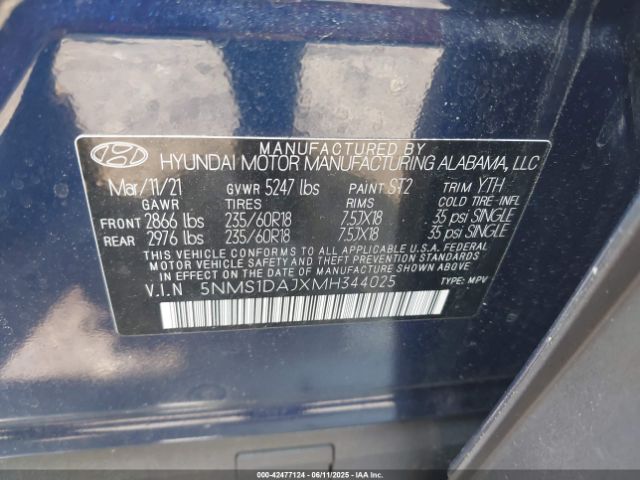 MANUFACTURED BY
HYUNDAI MOTOR MANUFACTURING ALABAMA, LLC
Mar/11/21 GVWR 5247 lbs PAINT ST2 TRIM YTH
GAWR TIRES RIMS COLD TIRE-INFL
FRONT 2866 lbs 235/60R18 7.5JX18 35 psi SINGLE
REAR 2976 lbs 235/60R18 7.5JX18 35 psi SINGLE
THIS VEHICLE CONFORMS TO ALL APPLICABLE U.S.A. FEDERAL
MOTOR VEHICLE SAFETY AND THEFT PREVENTION STANDARDS
IN EFFECT ON THE DATE OF MANUFACTURE SHOWN ABOVE.
V.I.N 5NMS1DAJXMH344025 TYPE: MPV
000-42477124 - 06/11/2025 - COPYRIGHT IAA, LLC